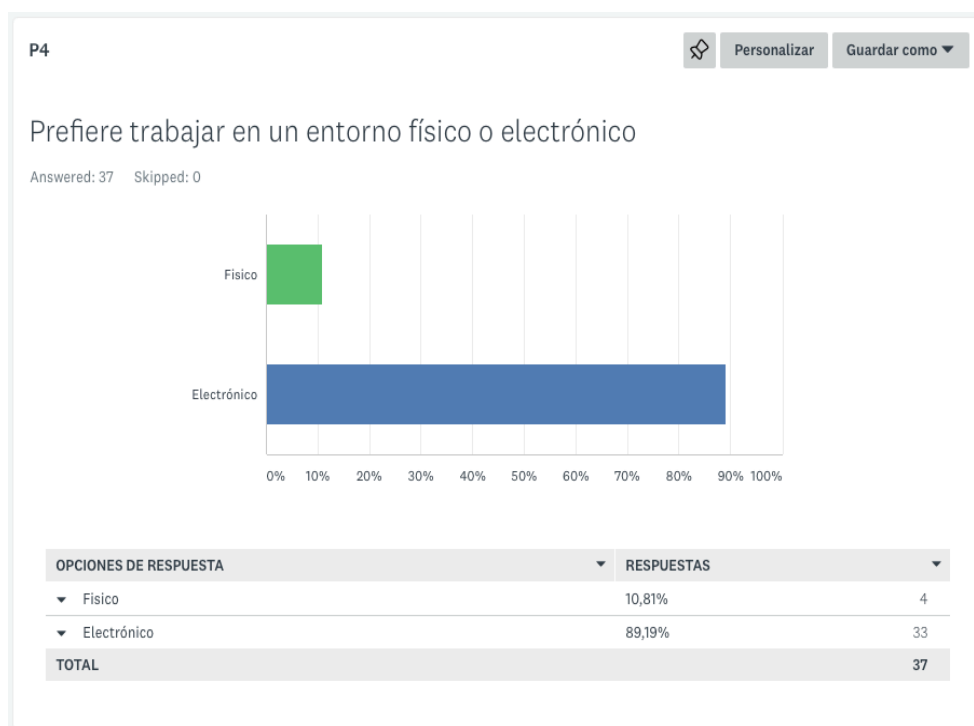 P4
Personalizar
Guardar como
Prefiere trabajar en un entorno físico o electrónico
Answered: 37 Skipped: 0
Fisico
Electrónico
0% 10% 20% 30% 40% 50% 60% 70% 80% 90% 100%
OPCIONES DE RESPUESTA RESPUESTAS
Fisico 10,81% 4
Electrónico 89,19% 33
TOTAL 37